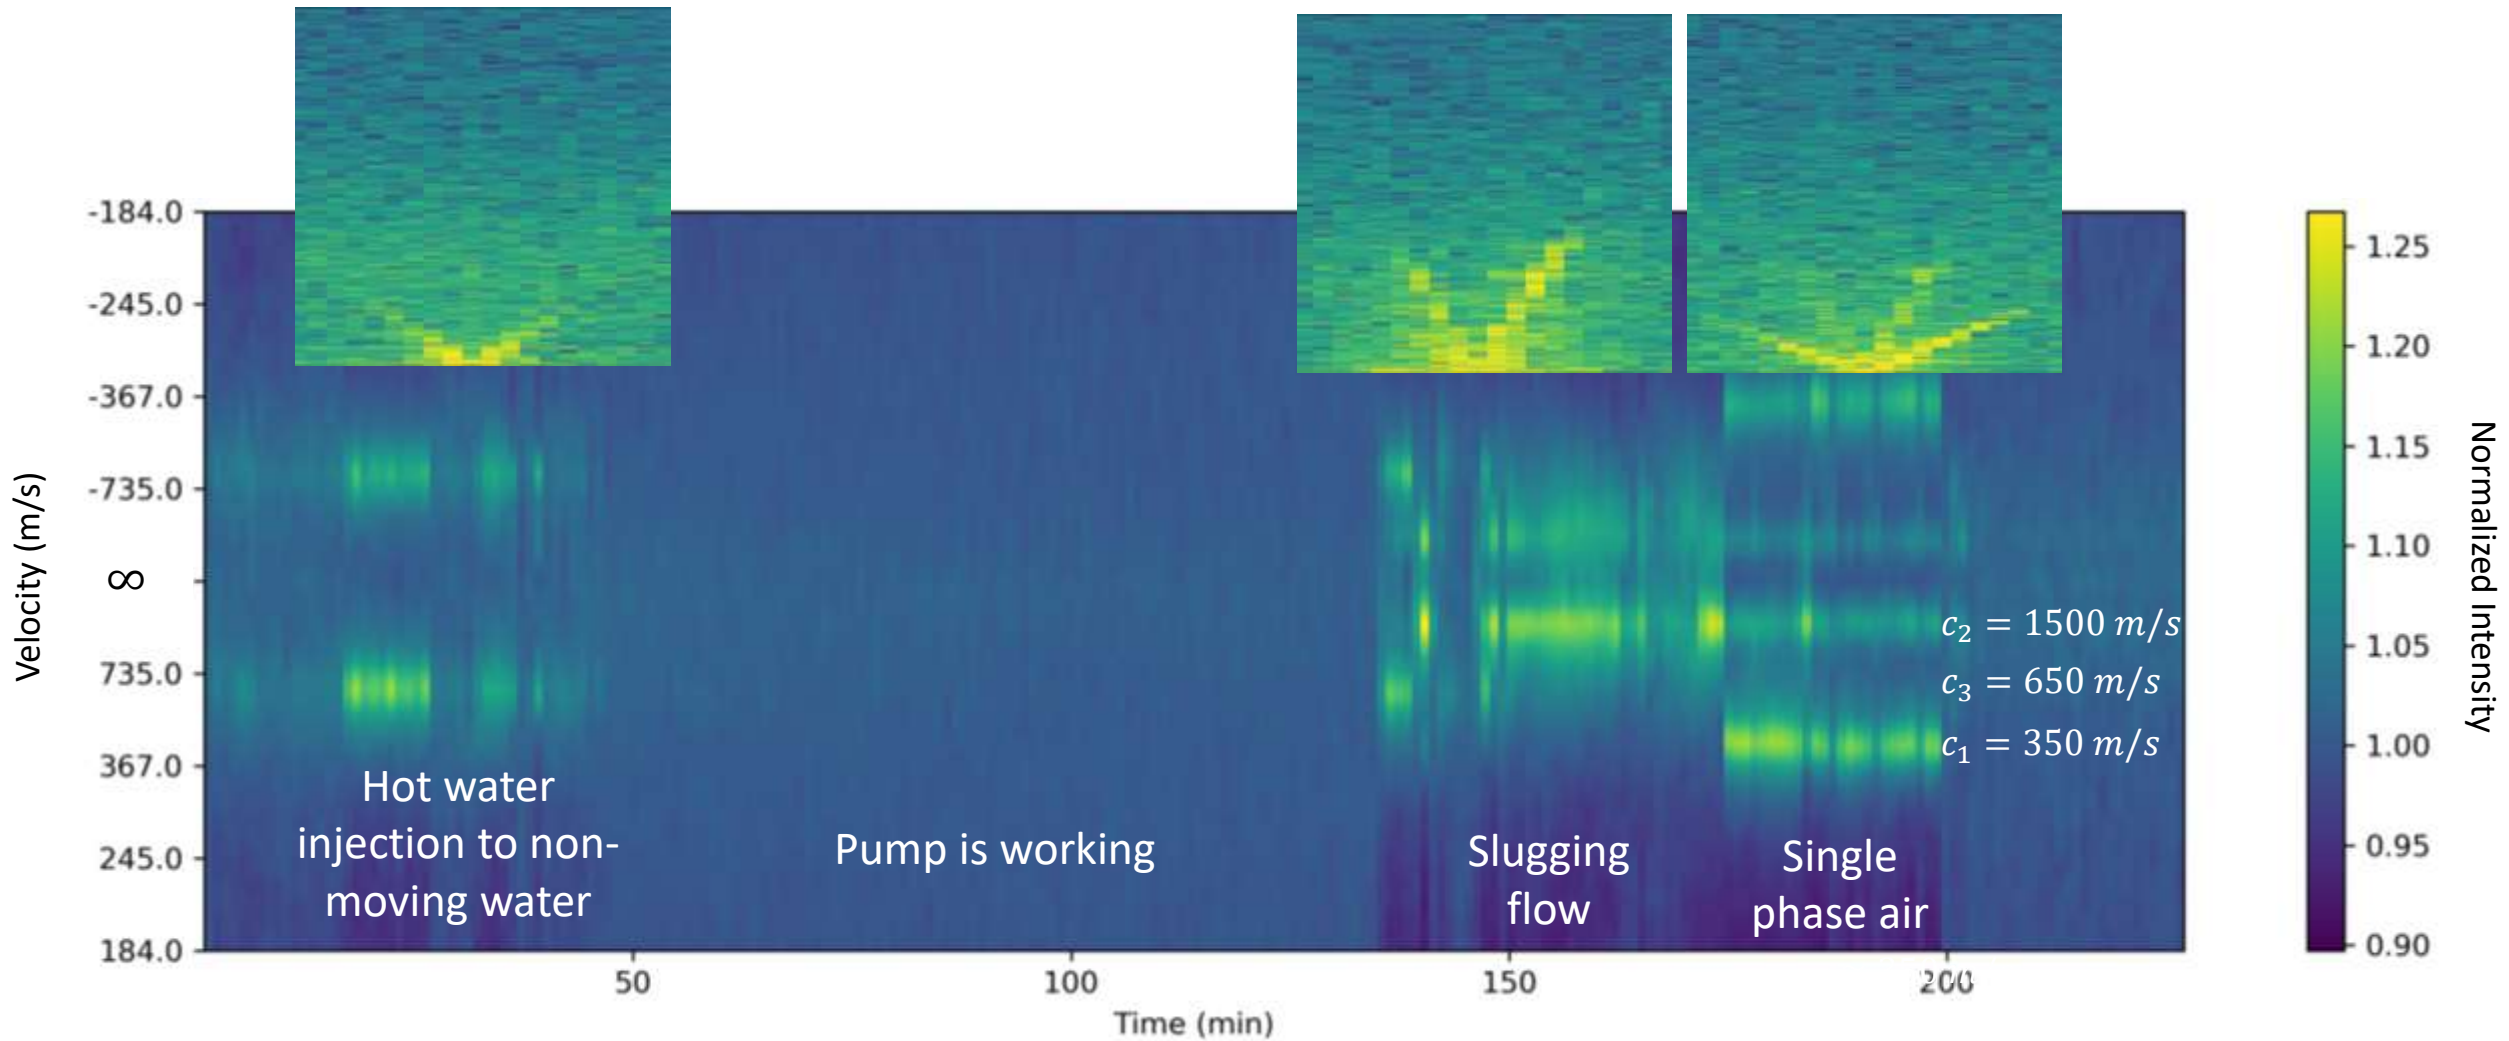 -184.0
-245.0
-367.0
-735.0
∞
735.0
367.0
245.0
184.0
Velocity (m/s)
Hot water
injection to non-
moving water
Pump is working
Slugging
flow
Single
phase air
c₂ = 1500 m/s
c₃ = 650 m/s
c₁ = 350 m/s
50
100
150
200
Time (min)
1.25
1.20
1.15
1.10
1.05
1.00
0.95
0.90
Normalized Intensity